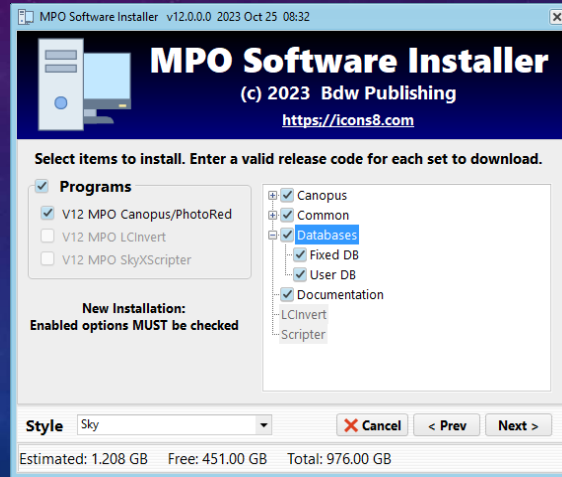 MPO Software Installer v12.0.0.0 2023 Oct 25 08:32
MPO Software Installer
(c) 2023 Bdw Publishing
https://icons8.com
Select items to install. Enter a valid release code for each set to download.
Programs
V12 MPO Canopus/PhotoRed
V12 MPO LCInvert
V12 MPO SkyXScripter
New Installation:
Enabled options MUST be checked
Canopus
Common
Databases
Fixed DB
User DB
Documentation
LCInvert
Scripter
Style Sky
Cancel < Prev Next >
Estimated: 1.208 GB Free: 451.00 GB Total: 976.00 GB